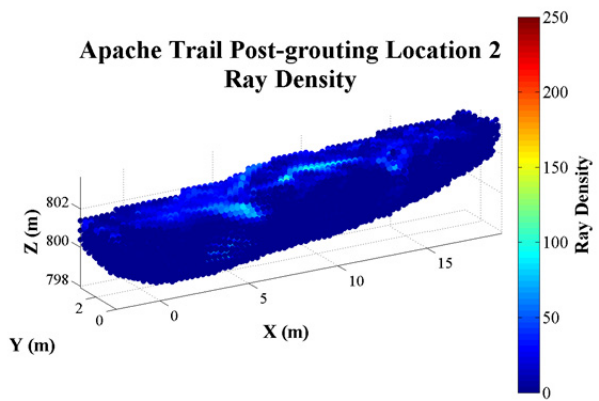 Apache Trail Post-grouting Location 2
Ray Density
250
200
150
100
50
0
Ray Density
802
800
798
Z (m)
2
0
Y (m)
0
5
10
15
X (m)